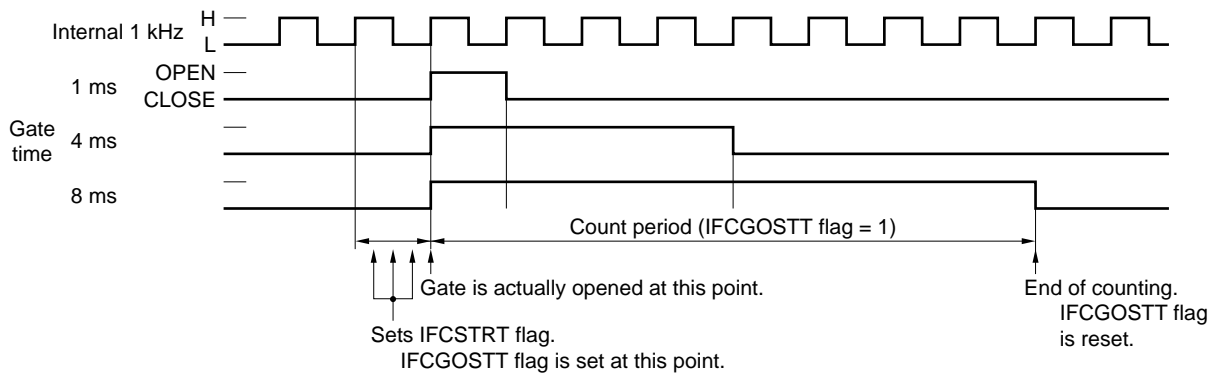 Internal 1 kHz
H
L
1 ms
OPEN
CLOSE
Gate
time
4 ms
8 ms
Count period (IFCGOSTT flag = 1)
Gate is actually opened at this point.
End of counting.
IFCGOSTT flag
is reset.
Sets IFCSTRT flag.
IFCGOSTT flag is set at this point.